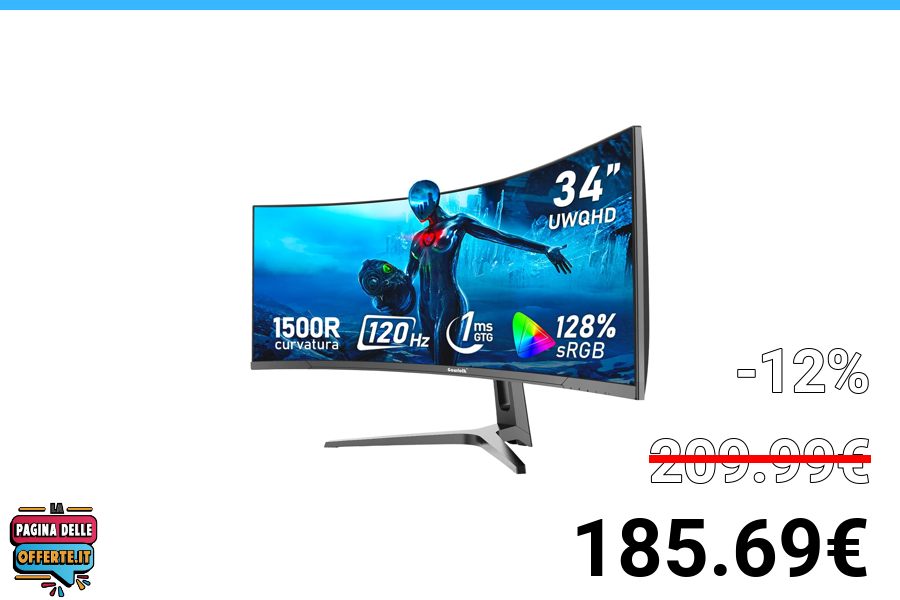 34"
UWQHD
1500R
curvatura
120Hz
1ms
GTG
128%
sRGB
-12%
209.99€
185.69€
LA
PAGINA DELLE
OFFERTE.IT